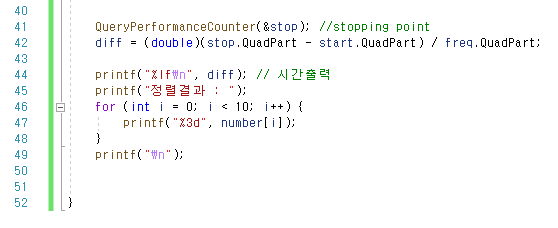 40
41 QueryPerformanceCounter(&stop); //stopping point
42 diff = (double)(stop.QuadPart - start.QuadPart) / freq.QuadPart;
43
44 printf("%lf₩n", diff); // 시간출력
45 printf("정렬결과 : ");
46 for (int i = 0; i < 10; i++) {
47 printf("%3d", number[i]);
48 }
49 printf("₩n");
50
51
52 }